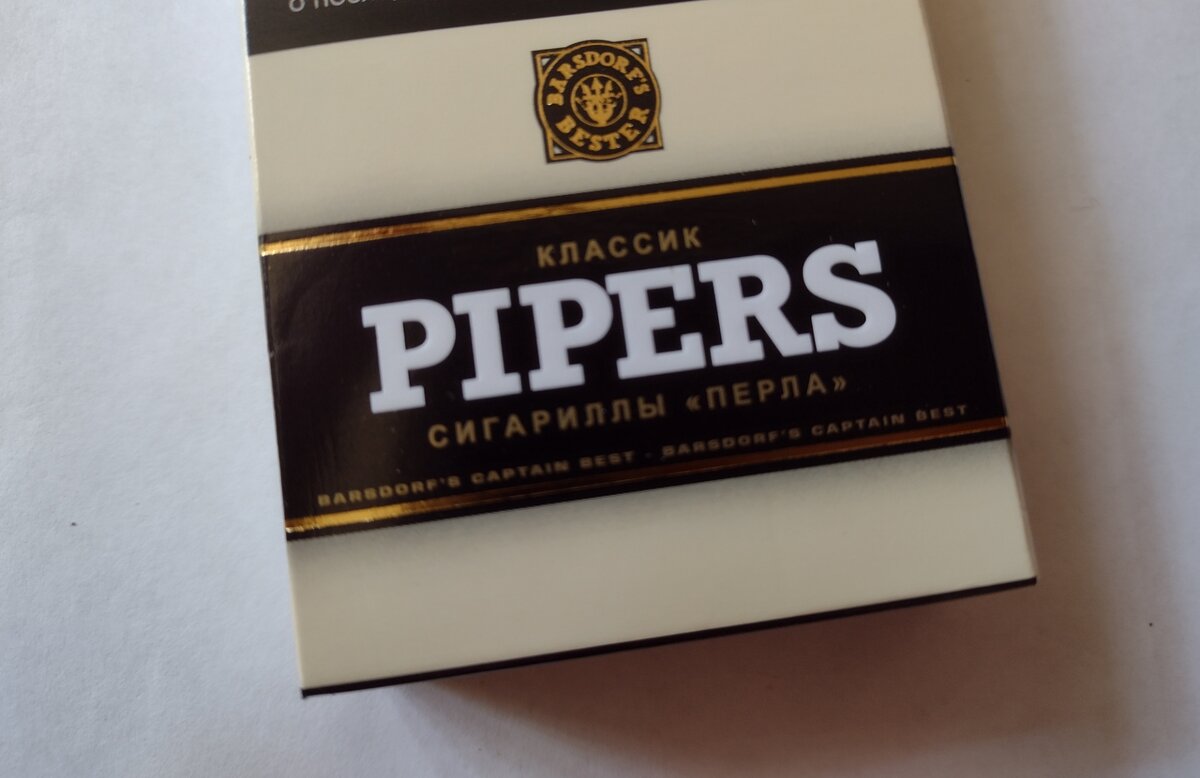 BARSDORF'S
BESTER
КЛАССИК
PIPERS
СИГАРИЛЛЫ «ПЕРЛА»
BARSDORF'S CAPTAIN BEST · BARSDORF'S CAPTAIN BEST